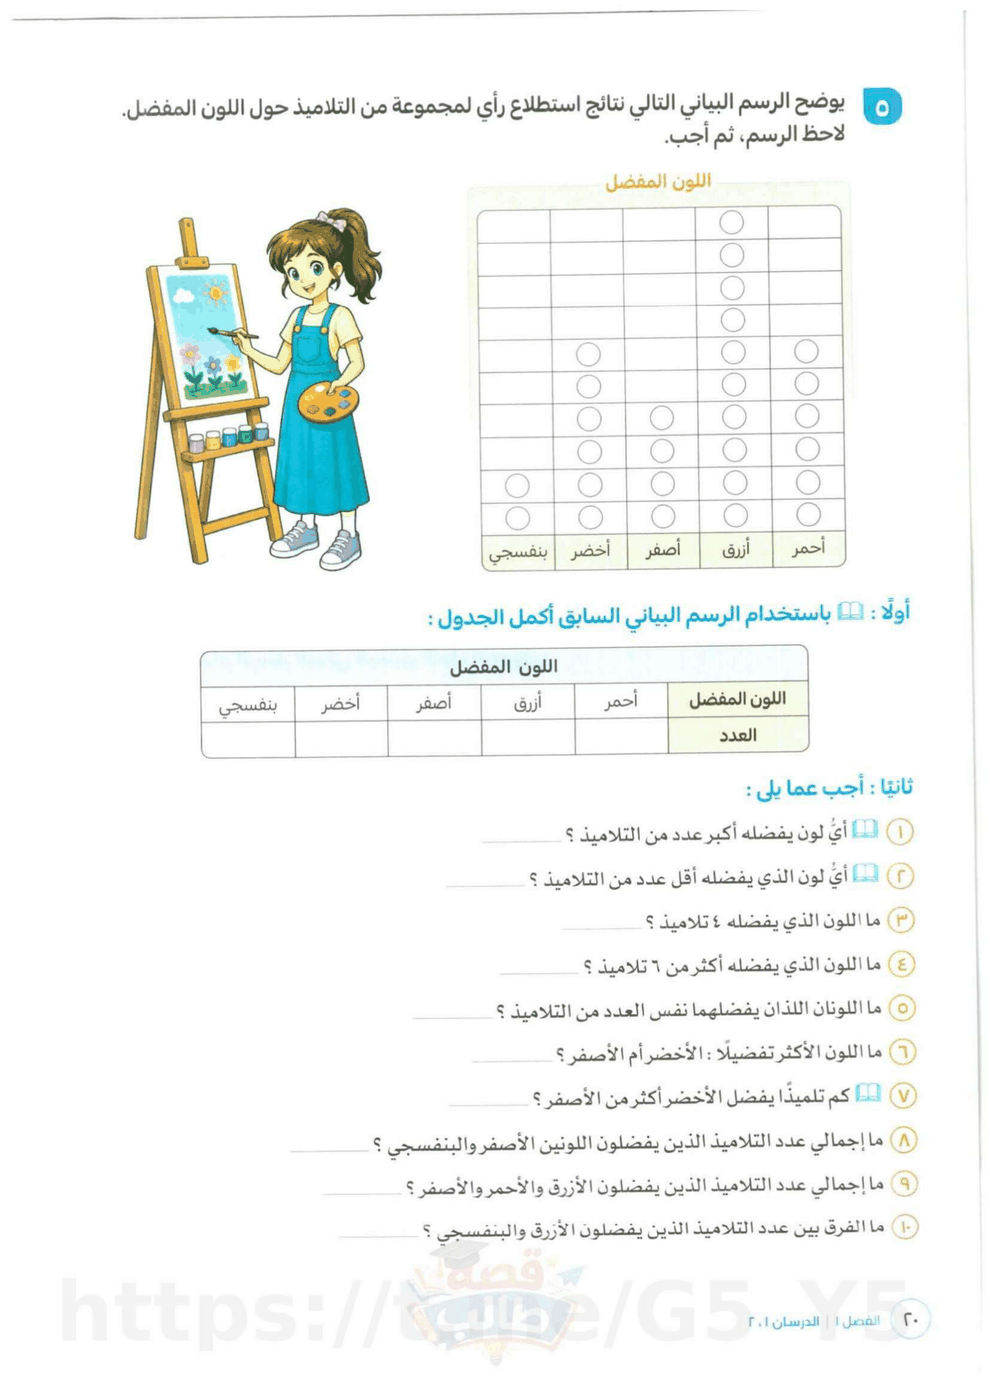 ٥
يوضح الرسم البياني التالي نتائج استطلاع رأي لمجموعة من التلاميذ حول اللون المفضل.
لاحظ الرسم، ثم أجب.
اللون المفضل
أحمر أزرق أصفر أخضر بنفسجي
أولًا : باستخدام الرسم البياني السابق أكمل الجدول :
اللون المفضل
اللون المفضل أحمر أزرق أصفر أخضر بنفسجي
العدد
ثانيًا : أجب عما يلى :
١ أيُّ لون يفضله أكبر عدد من التلاميذ ؟
٢ أيُّ لون الذي يفضله أقل عدد من التلاميذ ؟
٣ ما اللون الذي يفضله ٤ تلاميذ ؟
٤ ما اللون الذي يفضله أكثر من ٦ تلاميذ ؟
٥ ما اللونان اللذان يفضلهما نفس العدد من التلاميذ ؟
٦ ما اللون الأكثر تفضيلًا : الأخضر أم الأصفر ؟
٧ كم تلميذًا يفضل الأخضر أكثر من الأصفر ؟
٨ ما إجمالي عدد التلاميذ الذين يفضلون اللونين الأصفر والبنفسجي ؟
٩ ما إجمالي عدد التلاميذ الذين يفضلون الأزرق والأحمر والأصفر ؟
١٠ ما الفرق بين عدد التلاميذ الذين يفضلون الأزرق والبنفسجي ؟
قصة
طالب
٢٠ الفصل ١ | الدرسان ١ ، ٢